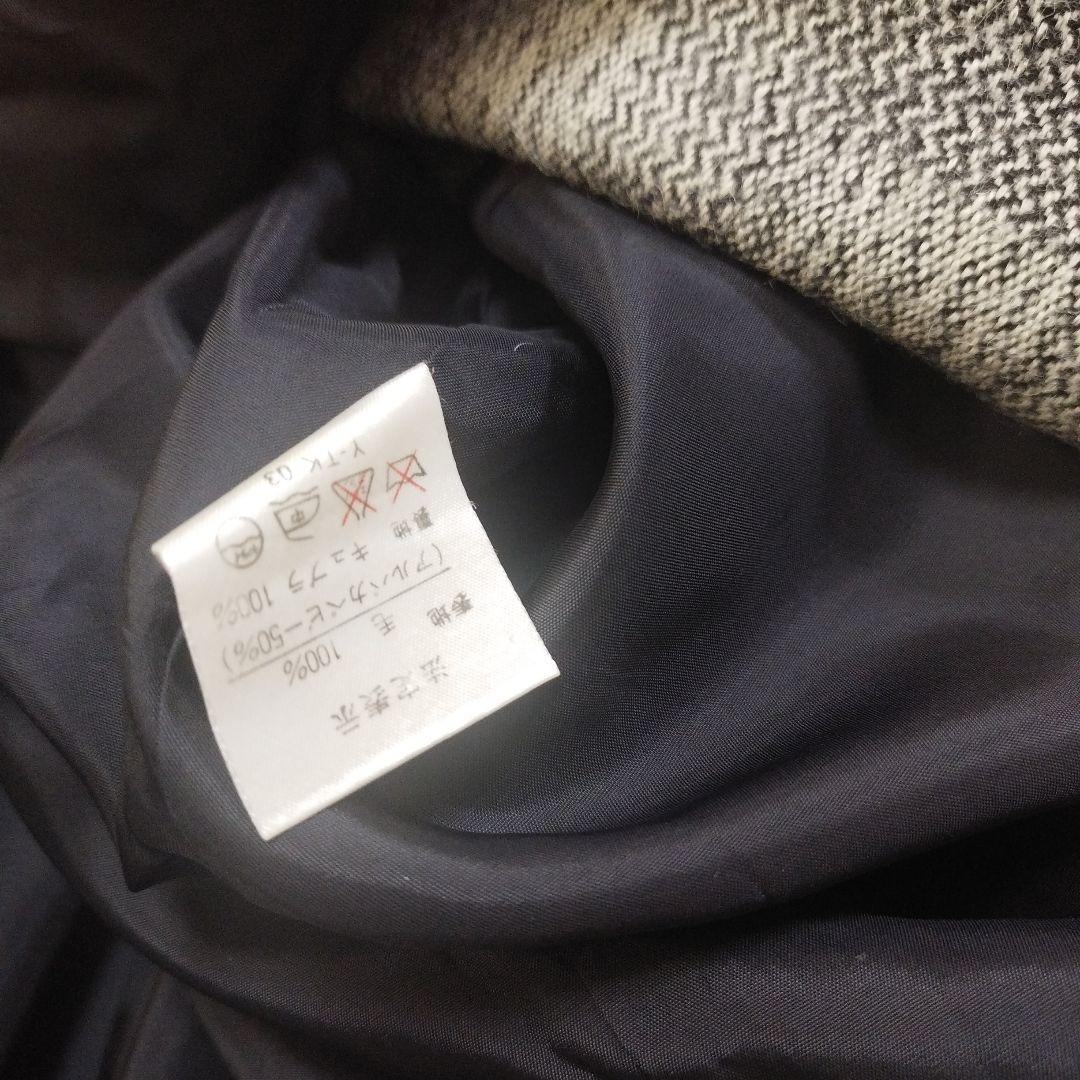 法定表示
表地 毛 100%
(アルパカベビー50%)
裏地 キュプラ 100%
中
Y-TK 03